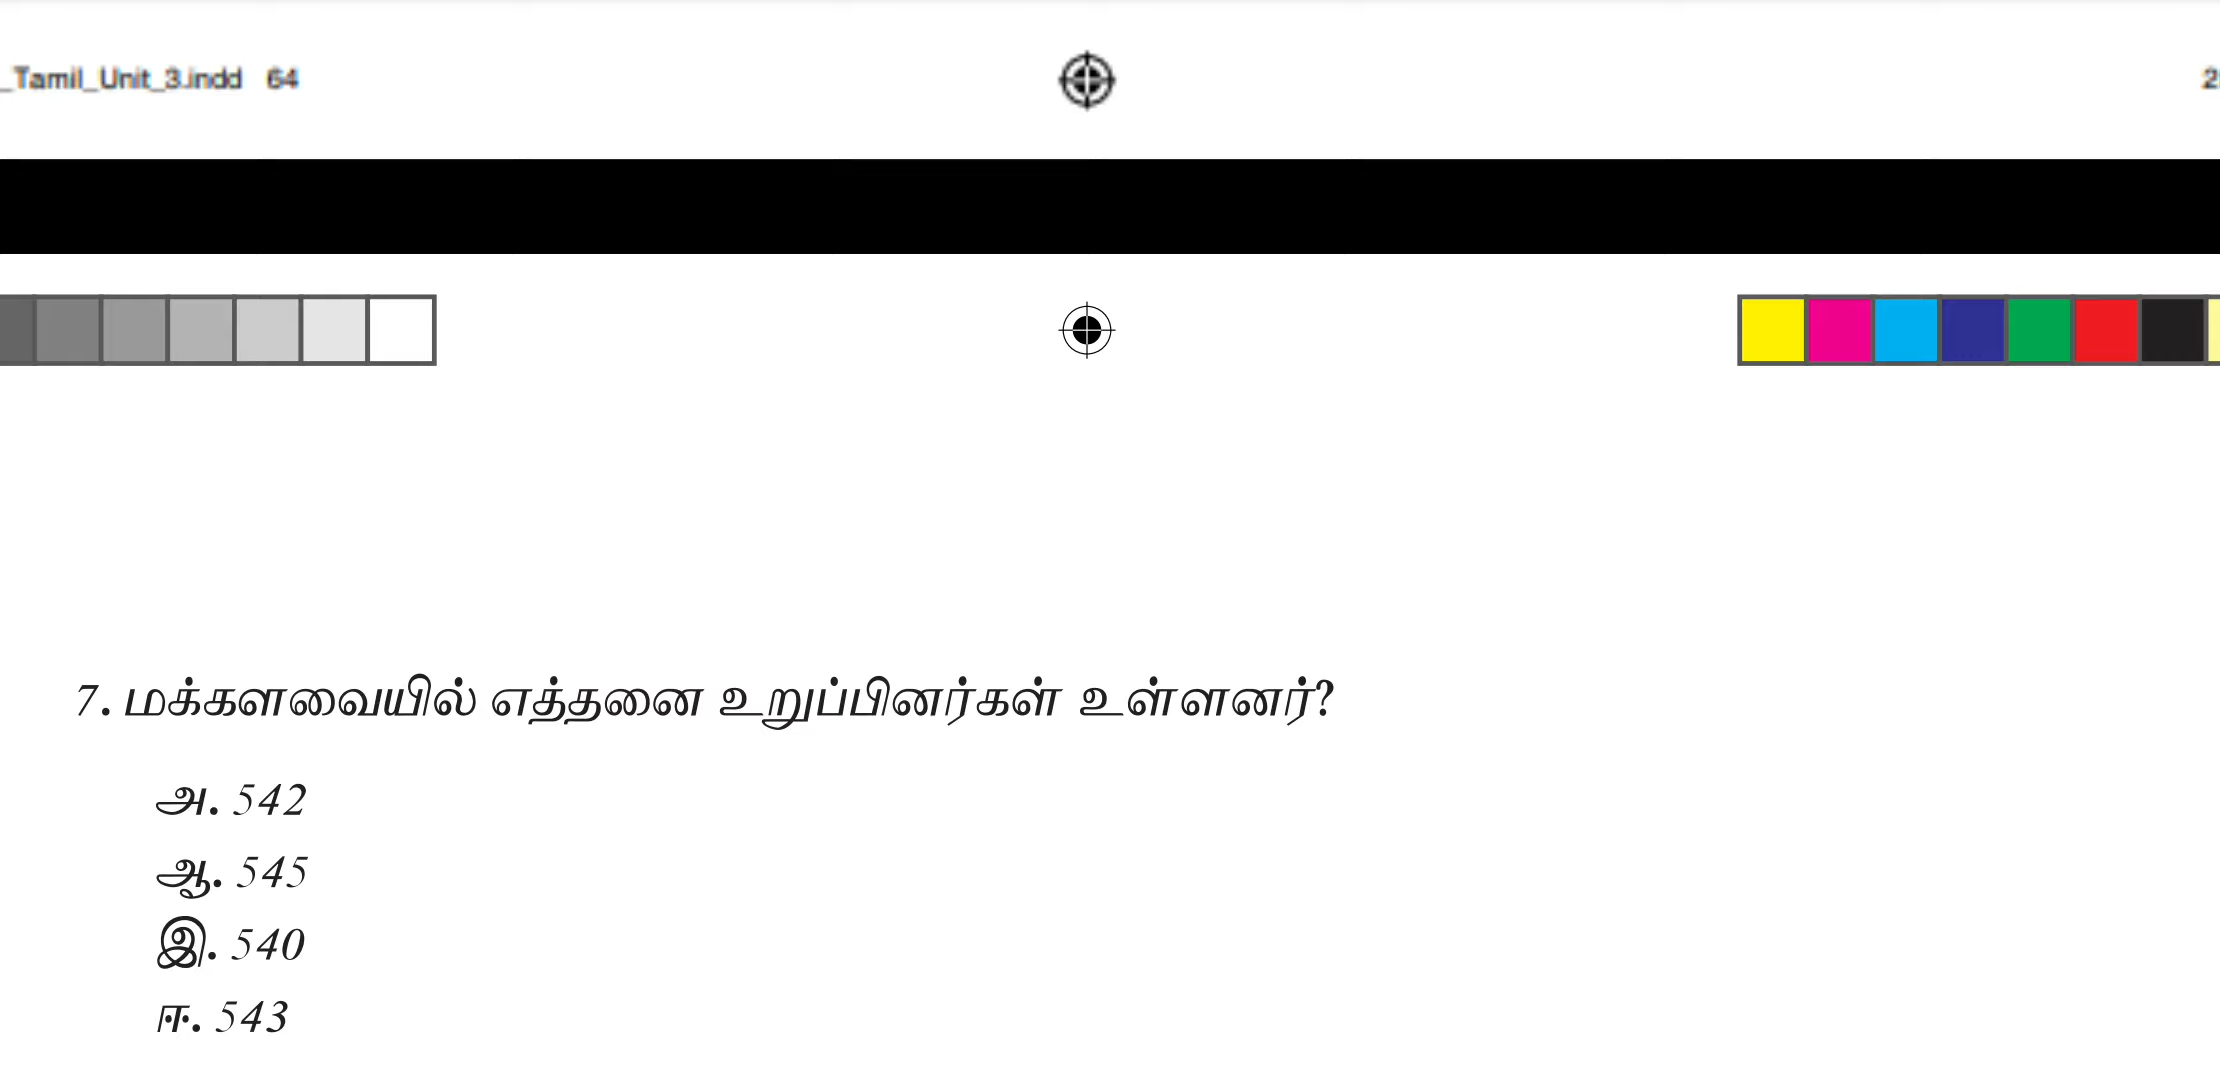 _Tamil_Unit_3.indd 64
7. மக்களவையில் எத்தனை உறுப்பினர்கள் உள்ளனர்?
அ. 542
ஆ. 545
இ. 540
ஈ. 543